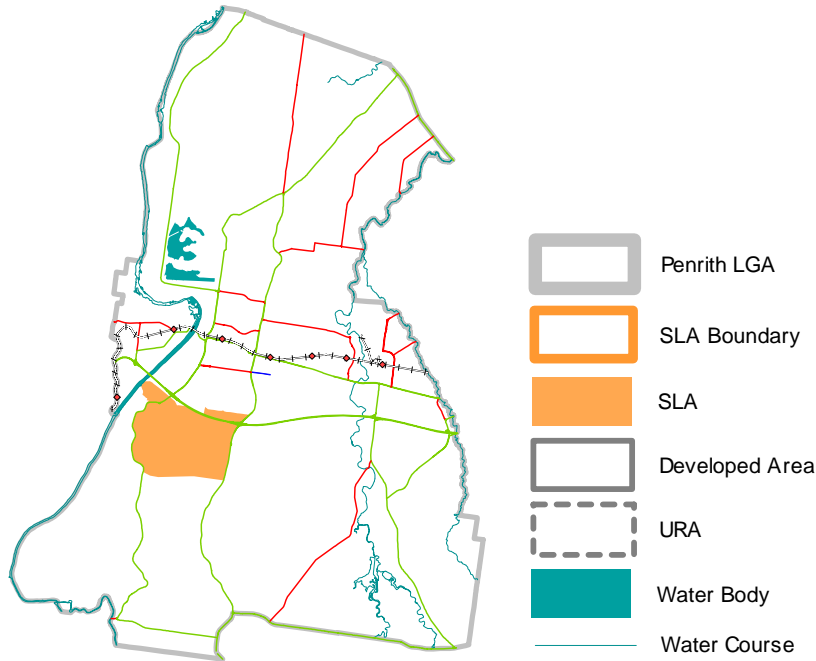 Penrith LGA
SLA Boundary
SLA
Developed Area
URA
Water Body
Water Course